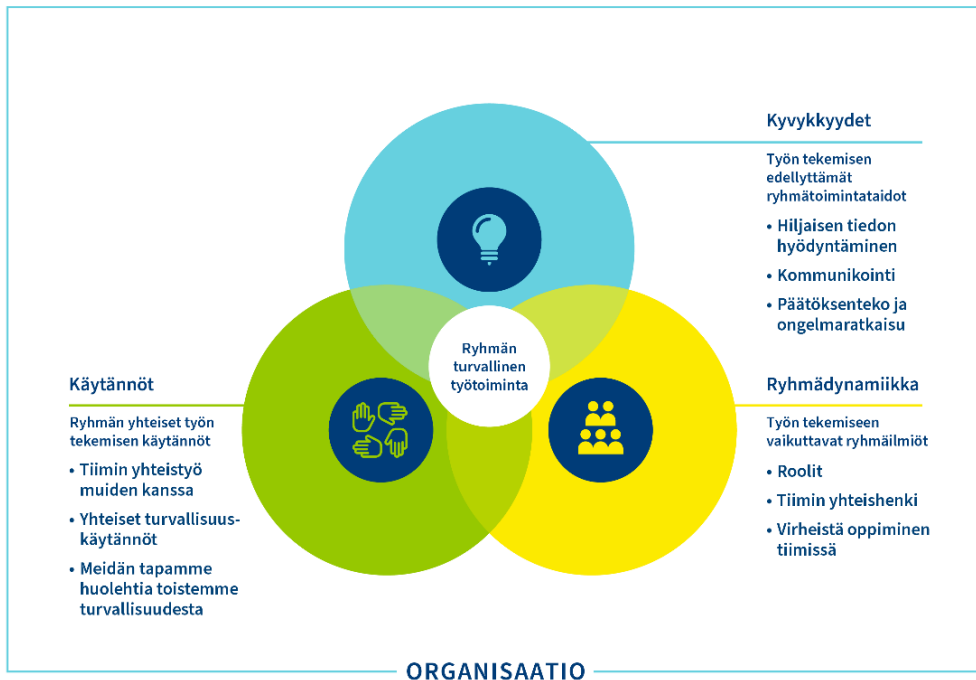 Kyvykkyydet
Työn tekemisen
edellyttämät
ryhmätoimintataidot
• Hiljaisen tiedon
hyödyntäminen
• Kommunikointi
• Päätöksenteko ja
ongelmaratkaisu
Ryhmän
turvallinen
työtoiminta
Käytännöt
Ryhmän yhteiset työn
tekemisen käytännöt
• Tiimin yhteistyö
muiden kanssa
• Yhteiset turvallisuus-
käytännöt
• Meidän tapamme
huolehtia toistemme
turvallisuudesta
Ryhmädynamiikka
Työn tekemiseen
vaikuttavat ryhmäilmiöt
• Roolit
• Tiimin yhteishenki
• Virheistä oppiminen
tiimissä
ORGANISAATIO